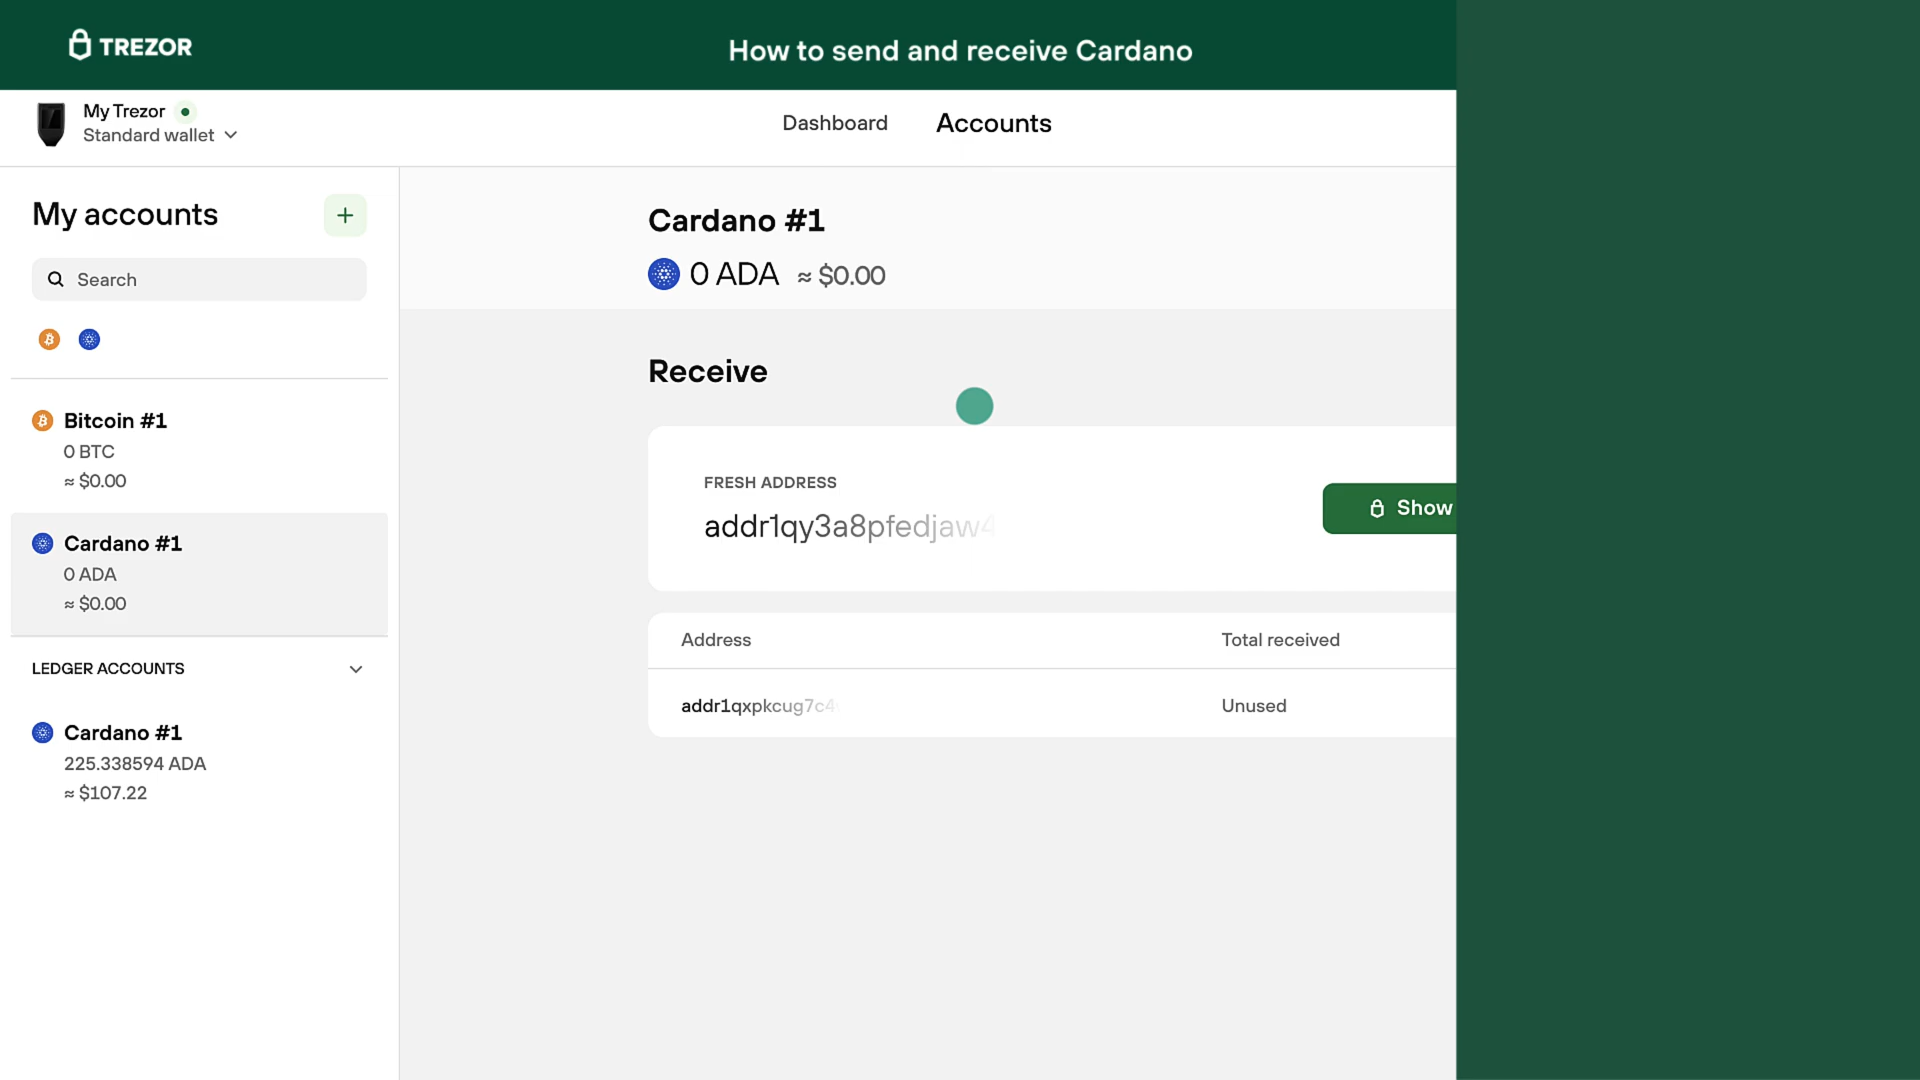 TREZOR
How to send and receive Cardano
My Trezor
Standard wallet
Dashboard
Accounts
My accounts
+
Search
Cardano #1
0 ADA ≈ $0.00
Bitcoin #1
0 BTC
≈ $0.00
Cardano #1
0 ADA
≈ $0.00
LEDGER ACCOUNTS
Cardano #1
225.338594 ADA
≈ $107.22
Receive
FRESH ADDRESS
addr1qy3a8pfedjaw4
Show
Address
Total received
addr1qxpkcug7c4
Unused